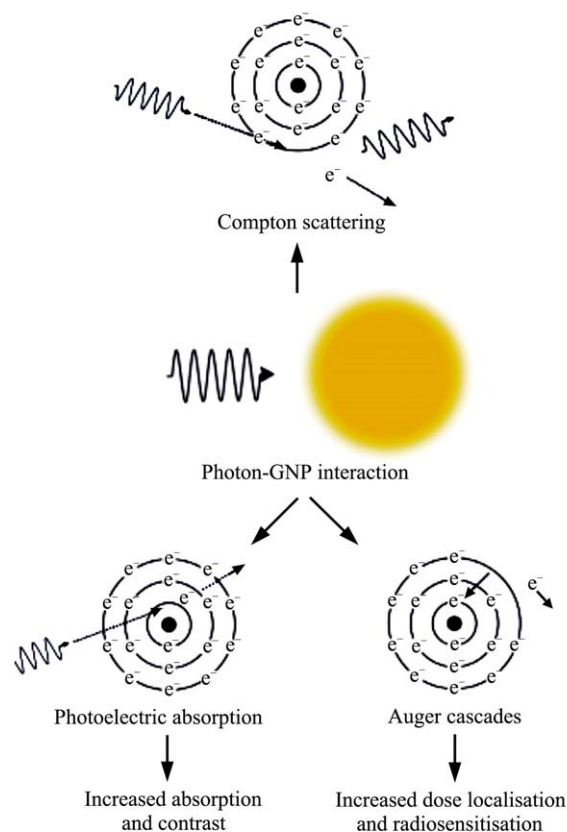 e⁻
e⁻ e⁻
e⁻
e⁻ e⁻ e⁻ e⁻ e⁻
e⁻ e⁻ e⁻ e⁻ e⁻
e⁻
e⁻ e
e⁻
Compton scattering
Photon-GNP interaction
e⁻
e⁻ e⁻
e⁻
e⁻ e⁻ e⁻ e⁻ e⁻
e⁻ e⁻ e⁻ e⁻ e⁻
e⁻
e⁻ e⁻
e⁻
Photoelectric absorption
Increased absorption
and contrast
e⁻
e⁻
e⁻
e⁻
e⁻ e⁻ e⁻ e⁻
e⁻ e⁻ e⁻ e⁻ e⁻
e⁻
e⁻ e⁻
e⁻
Auger cascades
Increased dose localisation
and radiosensitisation